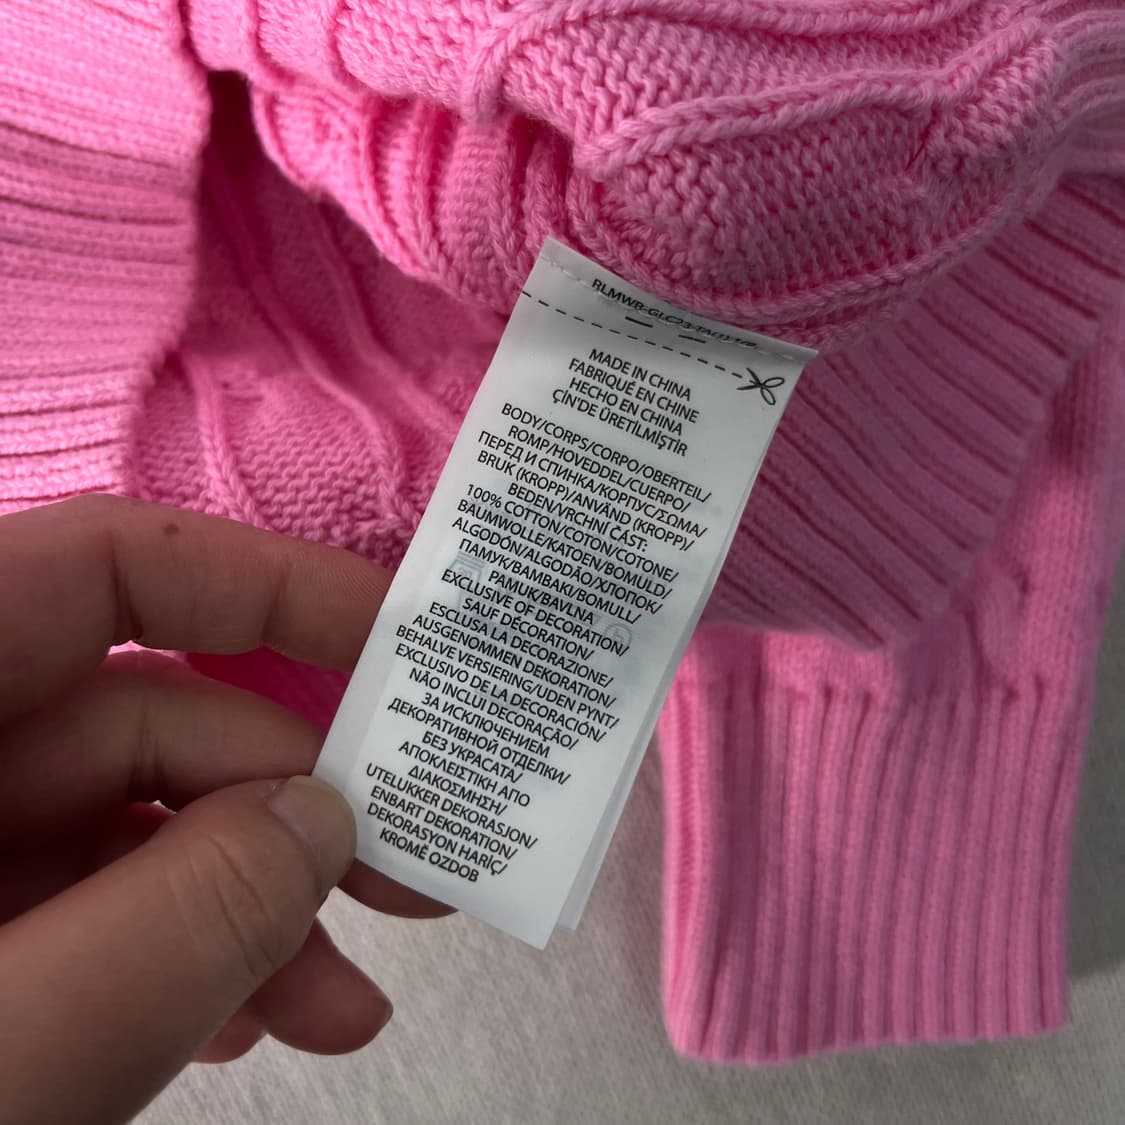 MADE IN CHINA
FABRIQUÉ EN CHINE
HECHO EN CHINA
ÇİN'DE ÜRETİLMİŞTİR
BODY/CORPS/CORPO/OBERTEIL/
ROMP/HOVEDDEL/CUERPO/
ПЕРЕД И СПИНКА/КОРПУС/ΣΩΜΑ/
BRUK (KROPP)/ANVÄND (KROPP)/
BEDEN/VRCHNÍ ČÁST:
100% COTTON/COTON/COTONE/
BAUMWOLLE/KATOEN/BOMULD/
ALGODÓN/ALGODÃO/ХЛОПОК/
ПАМУК/ΒΑΜΒΑΚΙ/BOMULL/
PAMUK/BAVLNA
EXCLUSIVE OF DECORATION/
SAUF DÉCORATION/
ESCLUSA LA DECORAZIONE/
AUSGENOMMEN DEKORATION/
BEHALVE VERSIERING/UDEN PYNT/
EXCLUSIVO DE LA DECORACIÓN/
NÃO INCLUI DECORAÇÃO/
ЗА ИСКЛЮЧЕНИЕМ
ДЕКОРАТИВНОЙ ОТДЕЛКИ/
БЕЗ УКРАСАТА/
ΑΠΟΚΛΕΙΣΤΙΚΗ ΑΠΟ
ΔΙΑΚΟΣΜΗΣΗ/
UTELUKKER DEKORASJON/
ENBART DEKORATION/
DEKORASYON HARİÇ/
KROMĚ OZDOB